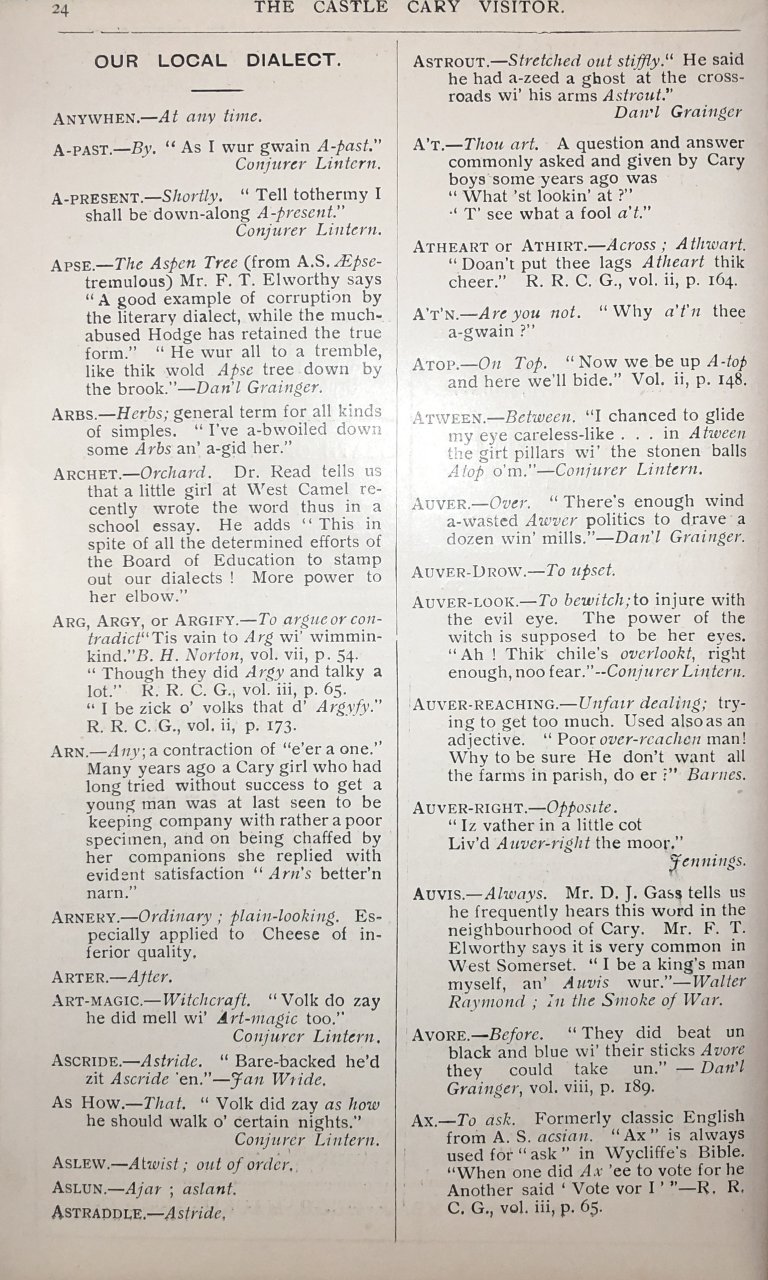 24
THE CASTLE CARY VISITOR.
OUR LOCAL DIALECT.
ANYWHEN.—At any time.
A-PAST.—By. “ As I wur gwain A-past.”
Conjurer Lintern.
A-PRESENT.—Shortly. “ Tell tothermy I
shall be down-along A-present.”
Conjurer Lintern.
APSE.—The Aspen Tree (from A.S. Æpse-
tremulous) Mr. F. T. Elworthy says
“ A good example of corruption by
the literary dialect, while the much-
abused Hodge has retained the true
form.” “ He wur all to a tremble,
like thik wold Apse tree down by
the brook.”—Dan'l Grainger.
ARBS.—Herbs; general term for all kinds
of simples. “ I've a-bwoiled down
some Arbs an' a-gid her.”
ARCHET.—Orchard. Dr. Read tells us
that a little girl at West Camel re-
cently wrote the word thus in a
school essay. He adds “ This in
spite of all the determined efforts of
the Board of Education to stamp
out our dialects ! More power to
her elbow.”
ARG, ARGY, or ARGIFY.—To argue or con-
tradict“Tis vain to Arg wi' wimmin-
kind.”B. H. Norton, vol. vii, p. 54.
“ Though they did Argy and talky a
lot.” R. R. C. G., vol. iii, p. 65.
“ I be zick o' volks that d' Argyfy.”
R. R. C. G., vol. ii, p. 173.
ARN.—Any; a contraction of “e'er a one.”
Many years ago a Cary girl who had
long tried without success to get a
young man was at last seen to be
keeping company with rather a poor
specimen, and on being chaffed by
her companions she replied with
evident satisfaction “ Arn's better'n
narn.”
ARNERY.—Ordinary ; plain-looking. Es-
pecially applied to Cheese of in-
ferior quality.
ARTER.—After.
ART-MAGIC.—Witchcraft. “ Volk do zay
he did mell wi' Art-magic too.”
Conjurer Lintern.
ASCRIDE.—Astride. “ Bare-backed he'd
zit Ascride 'en.”—Jan Wride.
AS HOW.—That. “ Volk did zay as how
he should walk o' certain nights.”
Conjurer Lintern.
ASLEW.—Atwist ; out of order.
ASLUN.—Ajar ; aslant.
ASTRADDLE.—Astride.
ASTROUT.—Stretched out stiffly.“ He said
he had a-zeed a ghost at the cross-
roads wi' his arms Astrout.”
Dan'l Grainger
A'T.—Thou art. A question and answer
commonly asked and given by Cary
boys some years ago was
“ What 'st lookin' at ?”
“ T' see what a fool a't.”
ATHEART or ATHIRT.—Across ; Athwart.
“ Doan't put thee lags Atheart thik
cheer.” R. R. C. G., vol. ii, p. 164.
A'T'N.—Are you not. “ Why a't'n thee
a-gwain ?”
ATOP.—On Top. “ Now we be up A-top
and here we'll bide.” Vol. ii, p. 148.
ATWEEN.—Between. “I chanced to glide
my eye careless-like . . . in Atween
the girt pillars wi' the stonen balls
Atop o'm.”—Conjurer Lintern.
AUVER.—Over. “ There's enough wind
a-wasted Awver politics to drave a
dozen win' mills.”—Dan'l Grainger.
AUVER-DROW.—To upset.
AUVER-LOOK.—To bewitch; to injure with
the evil eye. The power of the
witch is supposed to be her eyes.
“ Ah ! Thik chile's overlookt, right
enough, noo fear.”--Conjurer Lintern.
AUVER-REACHING.—Unfair dealing; try-
ing to get too much. Used also as an
adjective. “ Poor over-reachen man!
Why to be sure He don't want all
the farms in parish, do er ?” Barnes.
AUVER-RIGHT.—Opposite.
“ Iz vather in a little cot
Liv'd Auver-right the moor.”
Jennings.
AUVIS.—Always. Mr. D. J. Gass tells us
he frequently hears this word in the
neighbourhood of Cary. Mr. F. T.
Elworthy says it is very common in
West Somerset. “ I be a king's man
myself, an' Auvis wur.”—Walter
Raymond ; In the Smoke of War.
AVORE.—Before. “ They did beat un
black and blue wi' their sticks Avore
they could take un.” — Dan'l
Grainger, vol. viii, p. 189.
AX.—To ask. Formerly classic English
from A. S. acsian. “Ax” is always
used for “ ask ” in Wycliffe's Bible.
“When one did Ax 'ee to vote for he
Another said ‘ Vote vor I ’ ”—R. R.
C. G., vol. iii, p. 65.